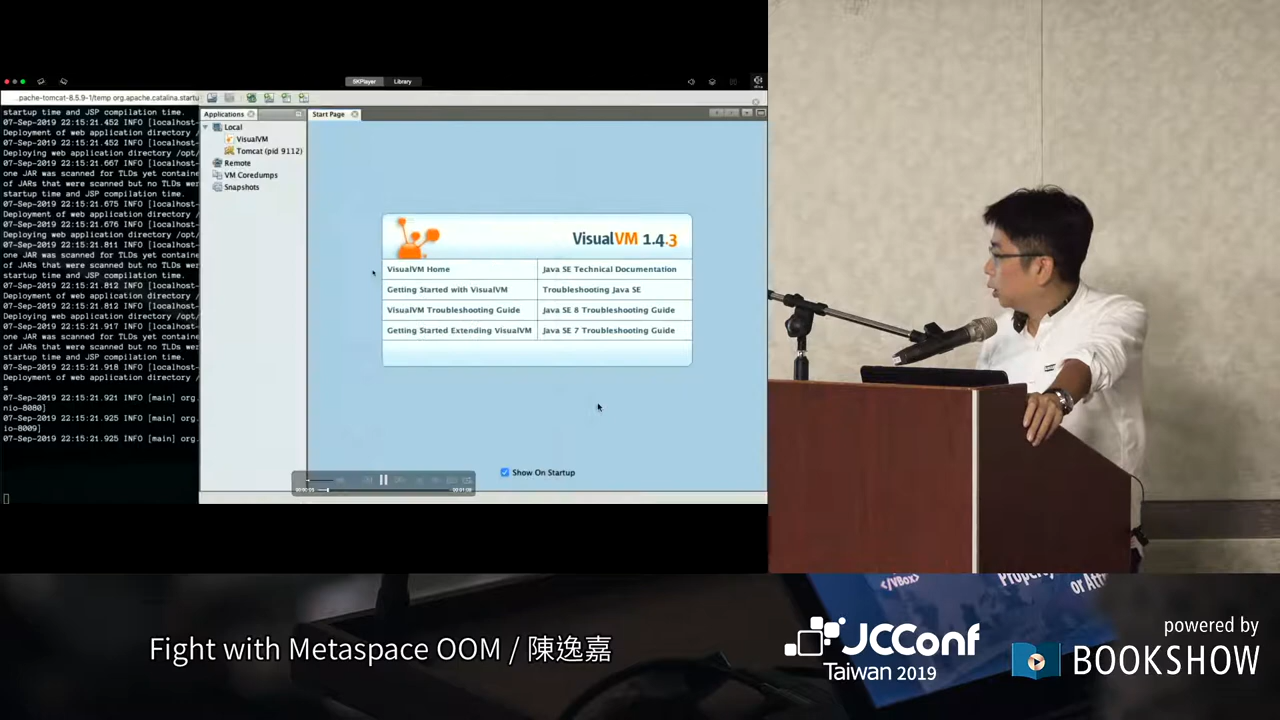 5KPlayer
Library
pache-tomcat-8.5.9-1/temp org.apache.catalina.startu
startup time and JSP compilation time.
07-Sep-2019 22:15:21.452 INFO [localhost-
Deployment of web application directory /
07-Sep-2019 22:15:21.452 INFO [localhost-
Deploying web application directory /opt/
07-Sep-2019 22:15:21.667 INFO [localhost-
one JAR was scanned for TLDs yet containe
of JARs that were scanned but no TLDs wer
startup time and JSP compilation time.
07-Sep-2019 22:15:21.675 INFO [localhost-
Deployment of web application directory /
07-Sep-2019 22:15:21.676 INFO [localhost-
Deploying web application directory /opt/
07-Sep-2019 22:15:21.811 INFO [localhost-
one JAR was scanned for TLDs yet containe
of JARs that were scanned but no TLDs wer
startup time and JSP compilation time.
07-Sep-2019 22:15:21.812 INFO [localhost-
Deployment of web application directory /
07-Sep-2019 22:15:21.812 INFO [localhost-
Deploying web application directory /opt/
07-Sep-2019 22:15:21.917 INFO [localhost-
one JAR was scanned for TLDs yet containe
of JARs that were scanned but no TLDs wer
startup time and JSP compilation time.
07-Sep-2019 22:15:21.918 INFO [localhost-
Deployment of web application directory /
s
07-Sep-2019 22:15:21.921 INFO [main] org.
nio-8080]
07-Sep-2019 22:15:21.925 INFO [main] org.
io-8009]
07-Sep-2019 22:15:21.925 INFO [main] org.
Applications
Local
VisualVM
Tomcat (pid 9112)
Remote
VM Coredumps
Snapshots
Start Page
VisualVM 1.4.3
VisualVM Home
Java SE Technical Documentation
Getting Started with VisualVM
Troubleshooting Java SE
VisualVM Troubleshooting Guide
Java SE 8 Troubleshooting Guide
Getting Started Extending VisualVM
Java SE 7 Troubleshooting Guide
Show On Startup
</VBox>
Fight with Metaspace OOM / 陳逸嘉
JCConf
Taiwan 2019
powered by
BOOKSHOW